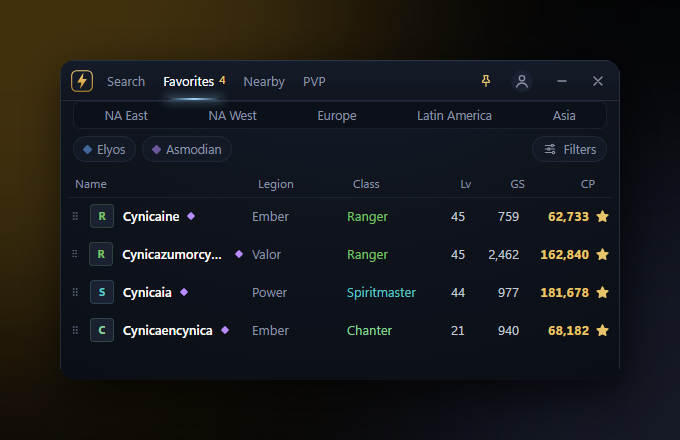 Search Favorites 4 Nearby PVP
NA East NA West Europe Latin America Asia
Elyos Asmodian Filters
Name Legion Class Lv GS CP
R Cynicaine Ember Ranger 45 759 62,733
R Cynicazumorcy... Valor Ranger 45 2,462 162,840
S Cynicaia Power Spiritmaster 44 977 181,678
C Cynicaencynica Ember Chanter 21 940 68,182